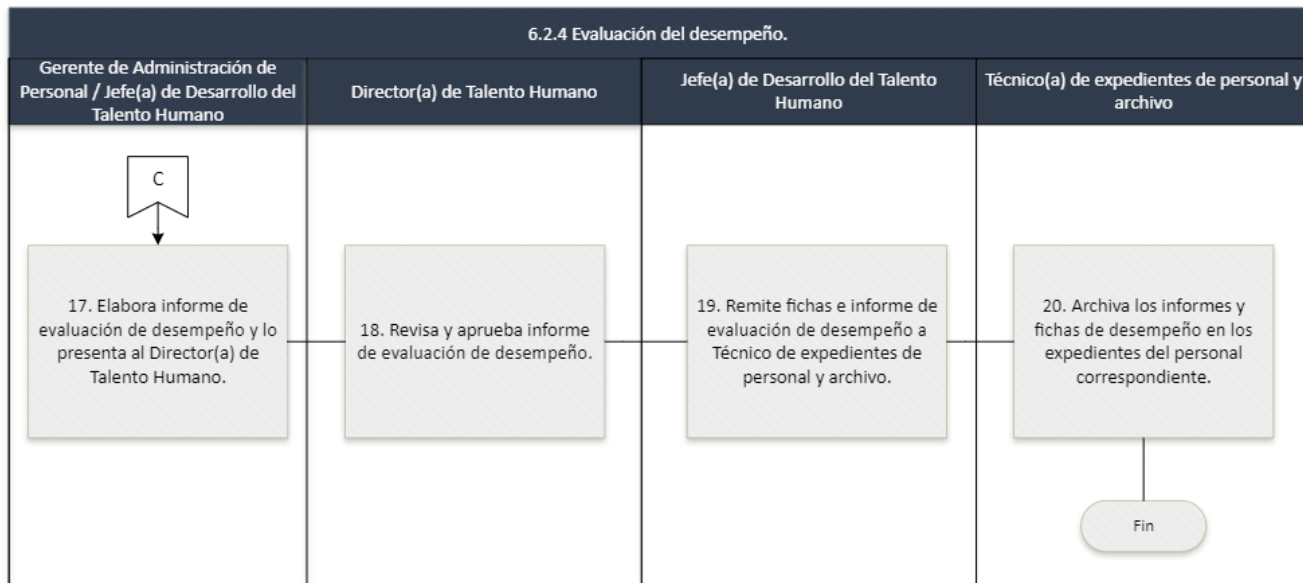 6.2.4 Evaluación del desempeño.
Gerente de Administración de
Personal / Jefe(a) de Desarrollo del
Talento Humano
Director(a) de Talento Humano
Jefe(a) de Desarrollo del Talento
Humano
Técnico(a) de expedientes de personal y
archivo
C
17. Elabora informe de
evaluación de desempeño y lo
presenta al Director(a) de
Talento Humano.
18. Revisa y aprueba informe
de evaluación de desempeño.
19. Remite fichas e informe de
evaluación de desempeño a
Técnico de expedientes de
personal y archivo.
20. Archiva los informes y
fichas de desempeño en los
expedientes del personal
correspondiente.
Fin